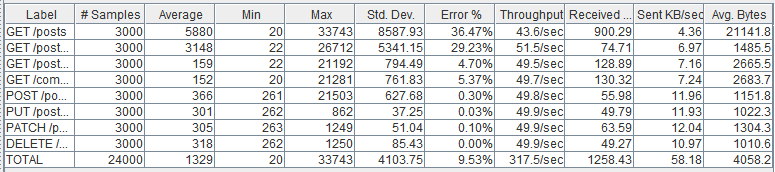 Label # Samples Average Min Max Std. Dev. Error % Throughput Received ... Sent KB/sec Avg. Bytes
GET /posts 3000 5880 20 33743 8587.93 36.47% 43.6/sec 900.29 4.36 21141.8
GET /post... 3000 3148 22 26712 5341.15 29.23% 51.5/sec 74.71 6.97 1485.5
GET /post... 3000 159 22 21192 794.49 4.70% 49.5/sec 128.89 7.16 2665.5
GET /com... 3000 152 20 21281 761.83 5.37% 49.7/sec 130.32 7.24 2683.7
POST /po... 3000 366 261 21503 627.68 0.30% 49.8/sec 55.98 11.96 1151.8
PUT /post... 3000 301 262 862 37.25 0.03% 49.9/sec 49.79 11.93 1022.3
PATCH /p... 3000 305 263 1249 51.04 0.10% 49.9/sec 63.59 12.04 1304.3
DELETE /... 3000 318 262 1250 85.43 0.00% 49.9/sec 49.27 10.97 1010.6
TOTAL 24000 1329 20 33743 4103.75 9.53% 317.5/sec 1258.43 58.18 4058.2